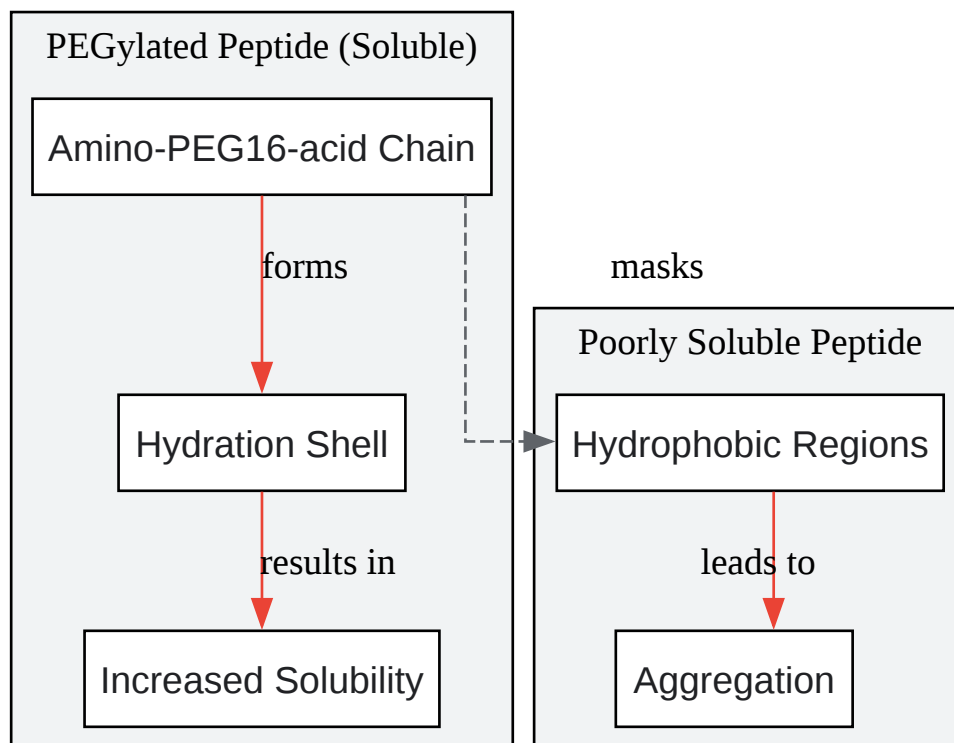 PEGylated Peptide (Soluble)
Amino-PEG16-acid Chain
forms
masks
Poorly Soluble Peptide
Hydration Shell
Hydrophobic Regions
results in
leads to
Increased Solubility
Aggregation